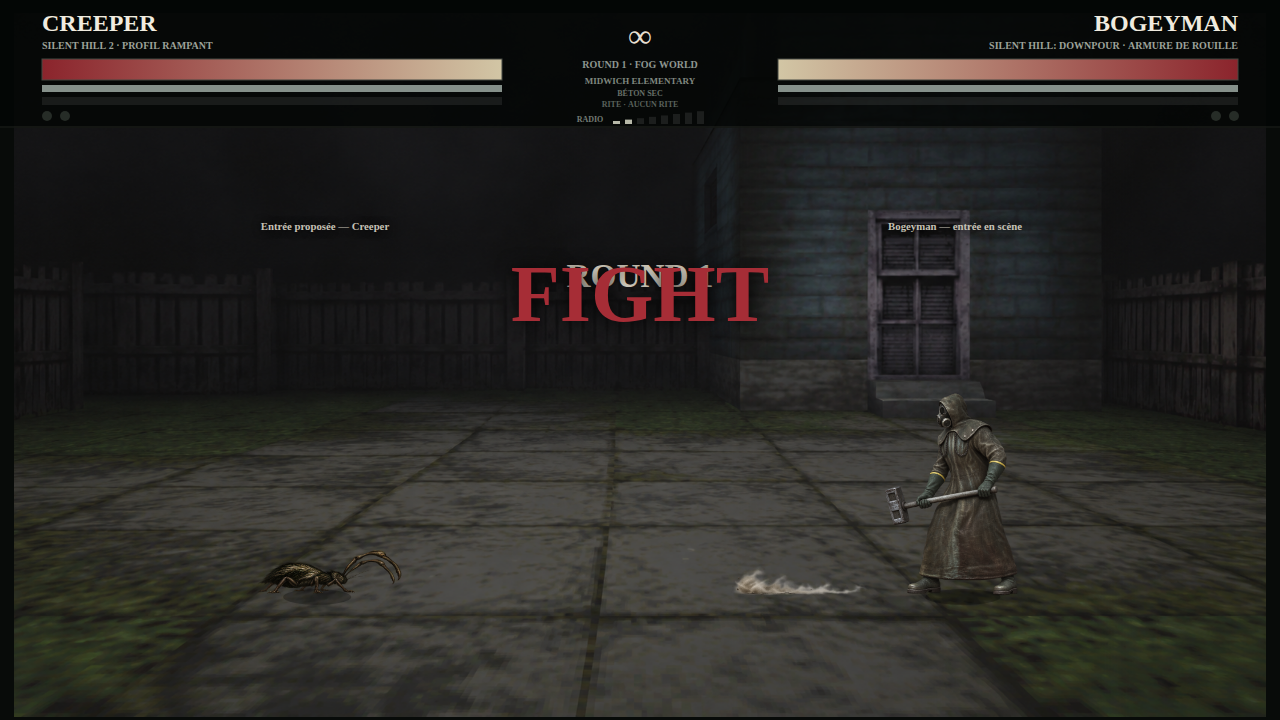 CREEPER
SILENT HILL 2 · PROFIL RAMPANT
∞
ROUND 1 · FOG WORLD
MIDWICH ELEMENTARY
BÉTON SEC
RITE · AUCUN RITE
RADIO
BOGEYMAN
SILENT HILL: DOWNPOUR · ARMURE DE ROUILLE
Entrée proposée — Creeper
Bogeyman — entrée en scène
ROUND 1
FIGHT